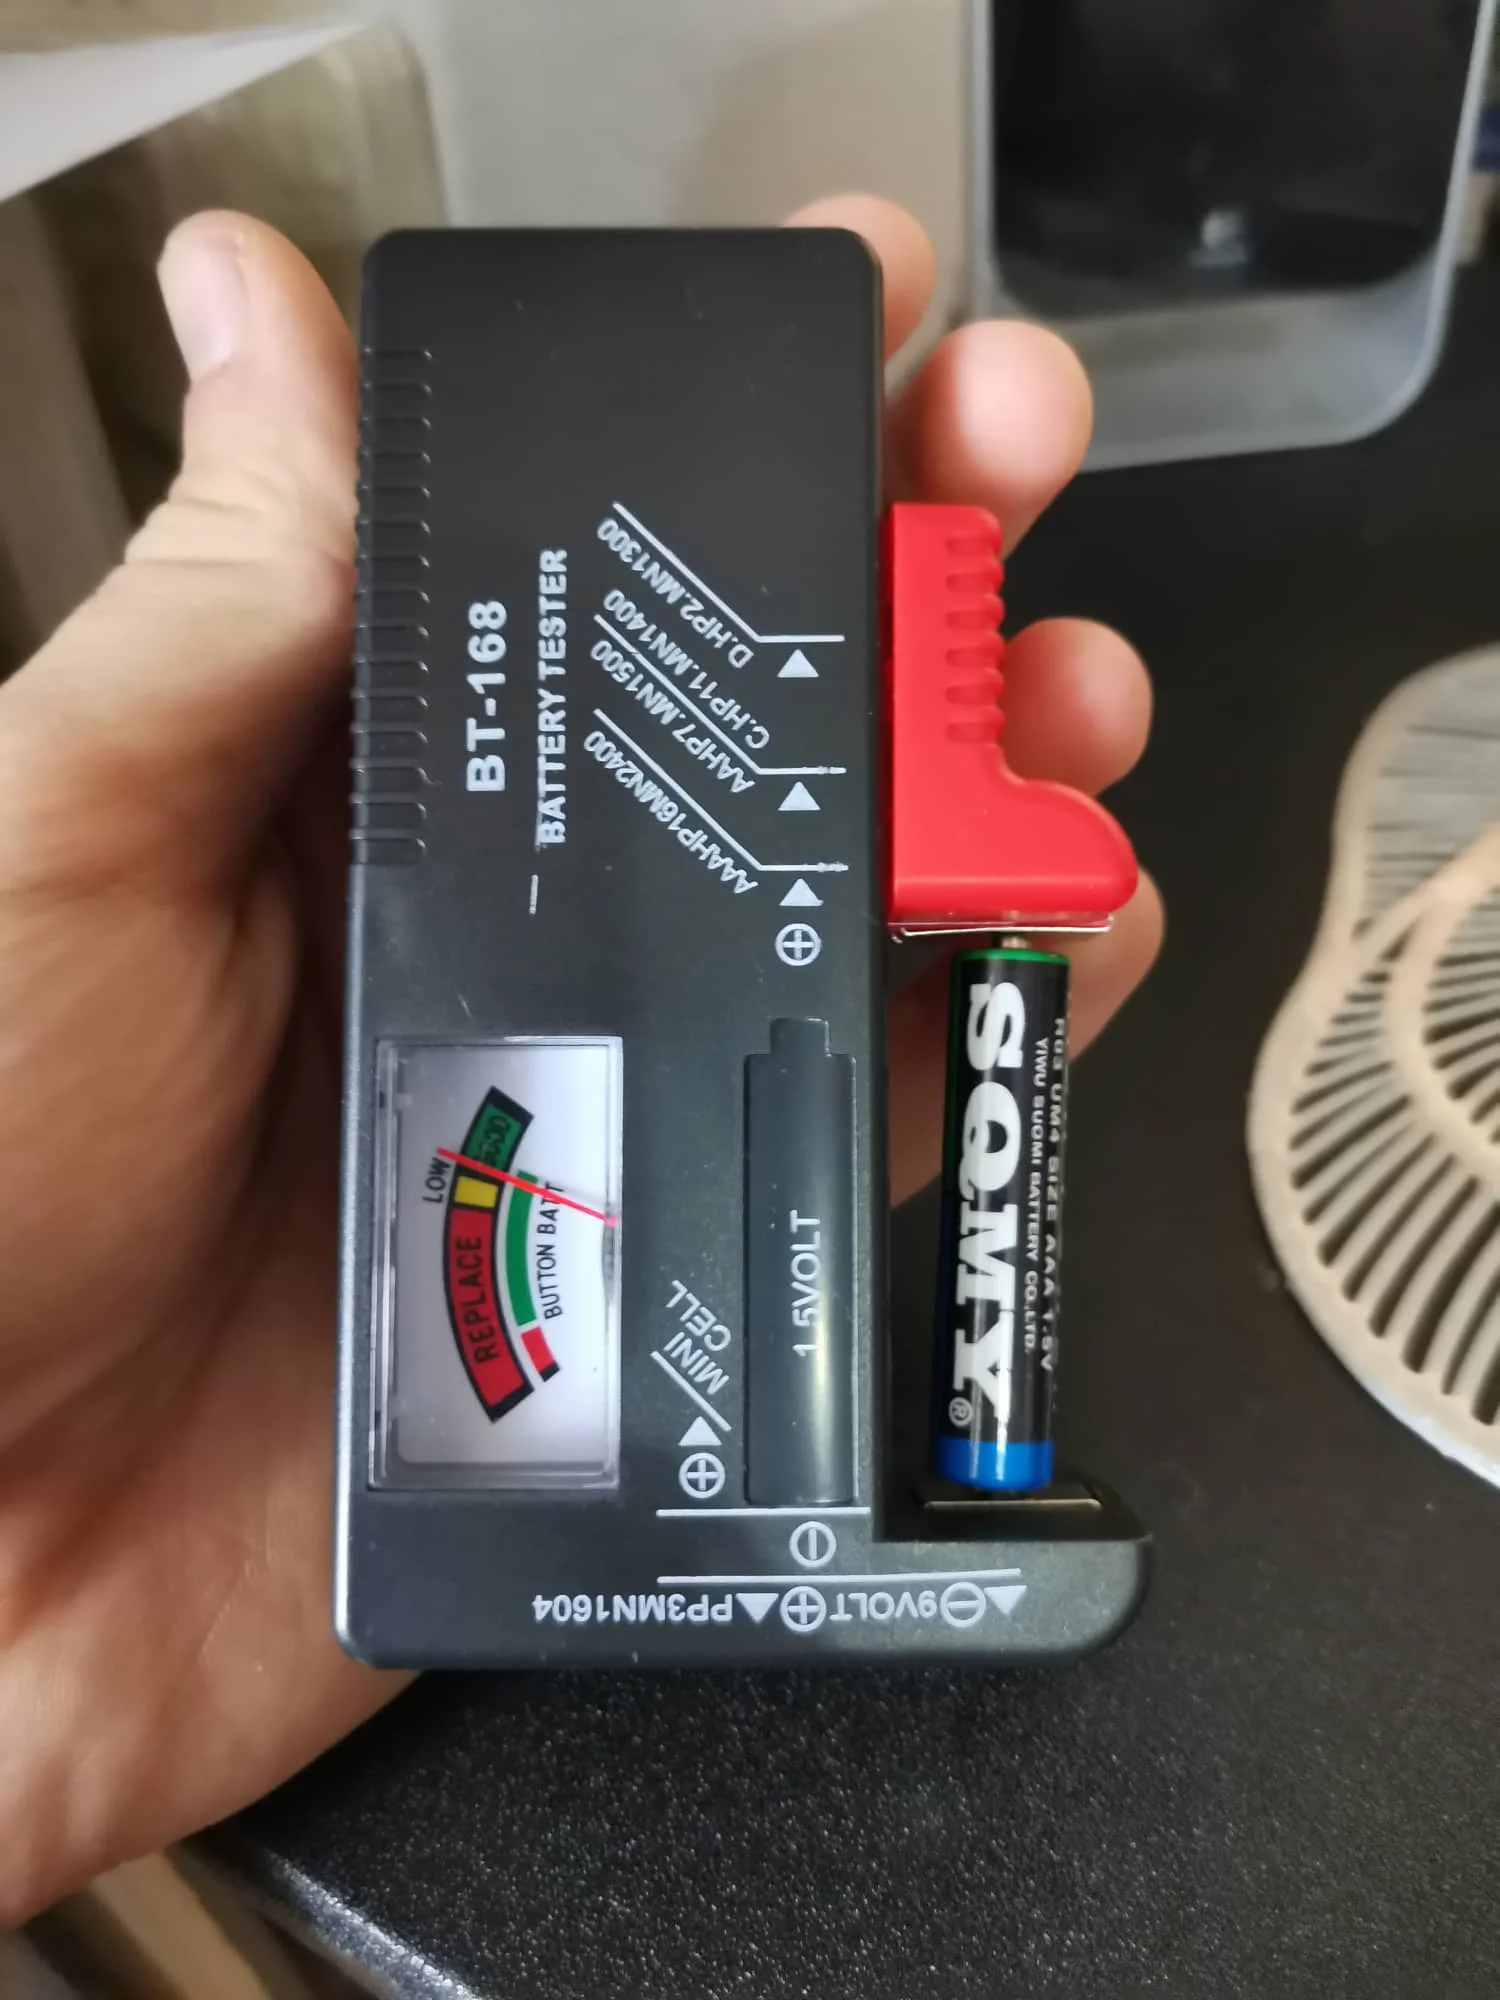 BT-168
BATTERY TESTER
D.HP2.MN1300
C.HP11.MN1400
AAHP7.MN1500
AAAHP16MN2400
LOW
REPLACE
BUTTON BATT
MINI
CELL
1.5VOLT
9VOLT
PP3MN1604
SOMY®
R03 UM4 SIZE AAA 1.5V
YIWU SUOMI BATTERY CO.,LTD.